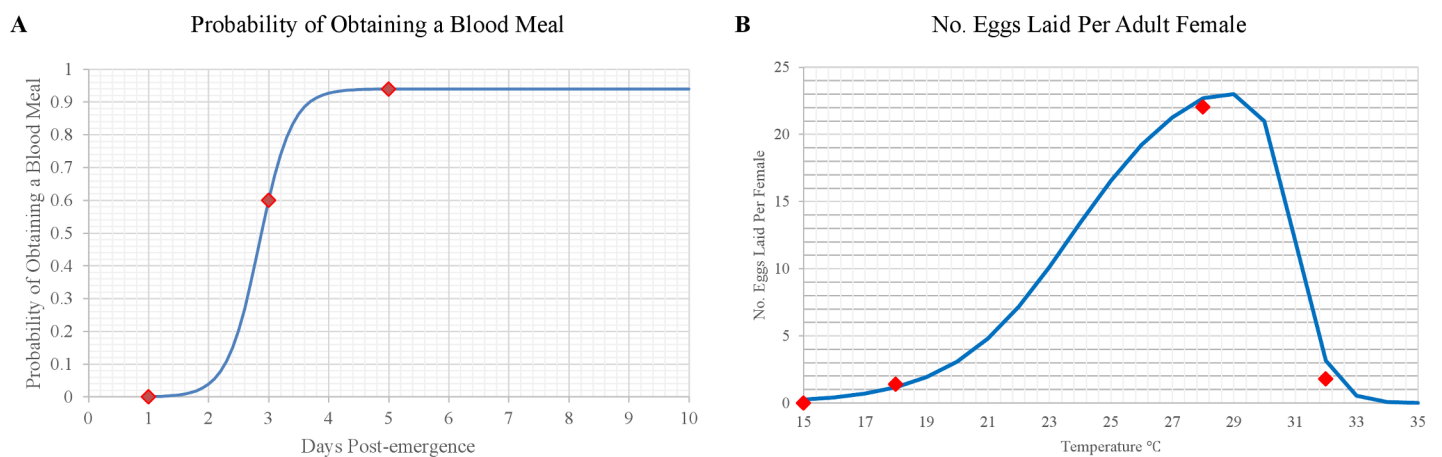 A
Probability of Obtaining a Blood Meal
Probability of Obtaining a Blood Meal
1
0.9
0.8
0.7
0.6
0.5
0.4
0.3
0.2
0.1
0
0 1 2 3 4 5 6 7 8 9 10
Days Post-emergence
B
No. Eggs Laid Per Adult Female
No. Eggs Laid Per Female
25
20
15
10
5
0
15 17 19 21 23 25 27 29 31 33 35
Temperature °C